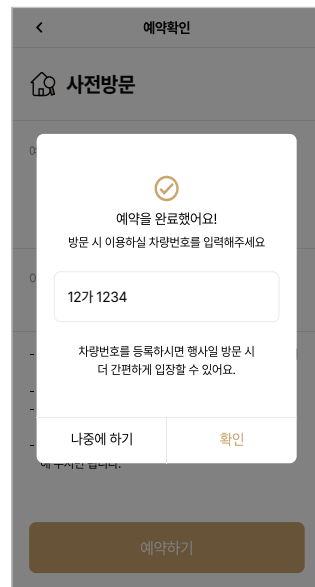 예약확인
사전방문
예약을 완료했어요!
방문 시 이용하실 차량번호를 입력해주세요
12가 1234
차량번호를 등록하시면 행사일 방문 시
더 간편하게 입장할 수 있어요.
나중에 하기
확인
예약하기